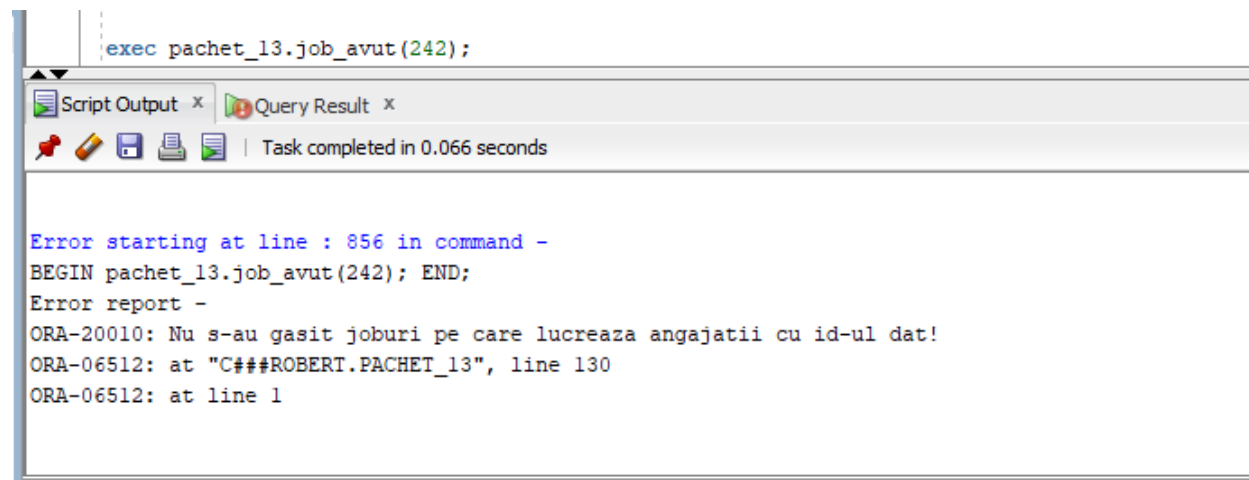 exec pachet_13.job_avut(242);
Script Output x Query Result x
Task completed in 0.066 seconds
Error starting at line : 856 in command -
BEGIN pachet_13.job_avut(242); END;
Error report -
ORA-20010: Nu s-au gasit joburi pe care lucreaza angajatii cu id-ul dat!
ORA-06512: at "C###ROBERT.PACHET_13", line 130
ORA-06512: at line 1